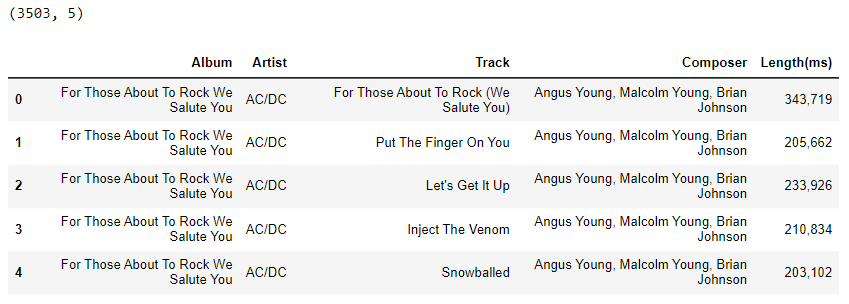 (3503, 5)
Album Artist Track Composer Length(ms)
0 For Those About To Rock We Salute You AC/DC For Those About To Rock (We Salute You) Angus Young, Malcolm Young, Brian Johnson 343,719
1 For Those About To Rock We Salute You AC/DC Put The Finger On You Angus Young, Malcolm Young, Brian Johnson 205,662
2 For Those About To Rock We Salute You AC/DC Let's Get It Up Angus Young, Malcolm Young, Brian Johnson 233,926
3 For Those About To Rock We Salute You AC/DC Inject The Venom Angus Young, Malcolm Young, Brian Johnson 210,834
4 For Those About To Rock We Salute You AC/DC Snowballed Angus Young, Malcolm Young, Brian Johnson 203,102